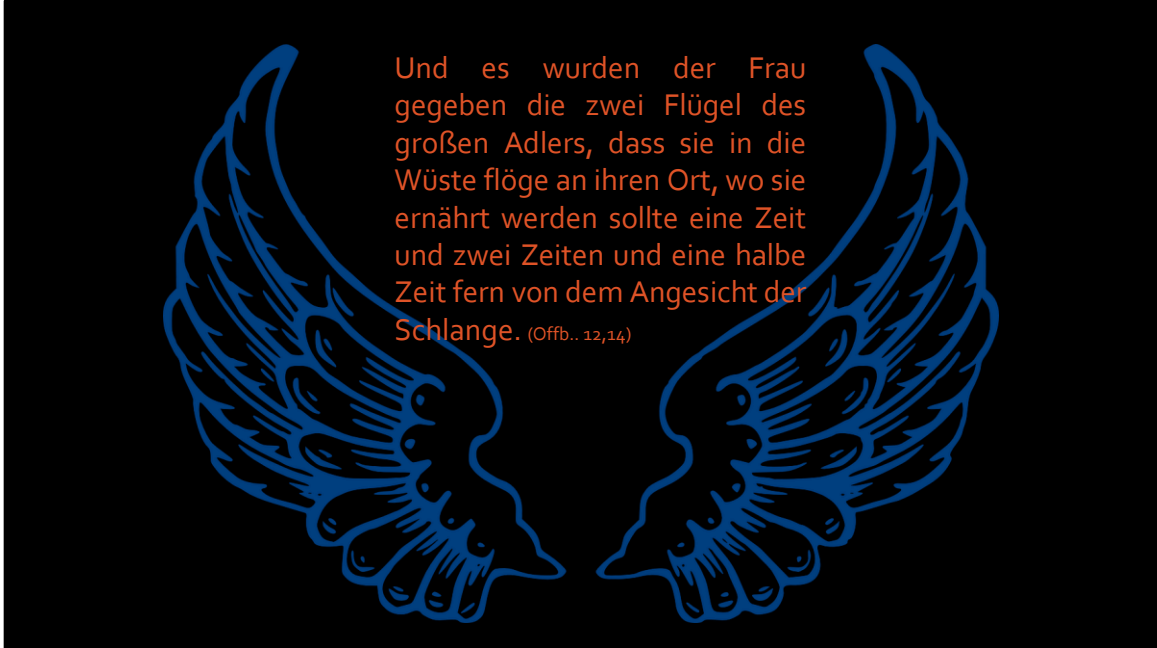 Und es wurden der Frau
gegeben die zwei Flügel des
großen Adlers, dass sie in die
Wüste flöge an ihren Ort, wo sie
ernährt werden sollte eine Zeit
und zwei Zeiten und eine halbe
Zeit fern von dem Angesicht der
Schlange. (Offb.. 12,14)